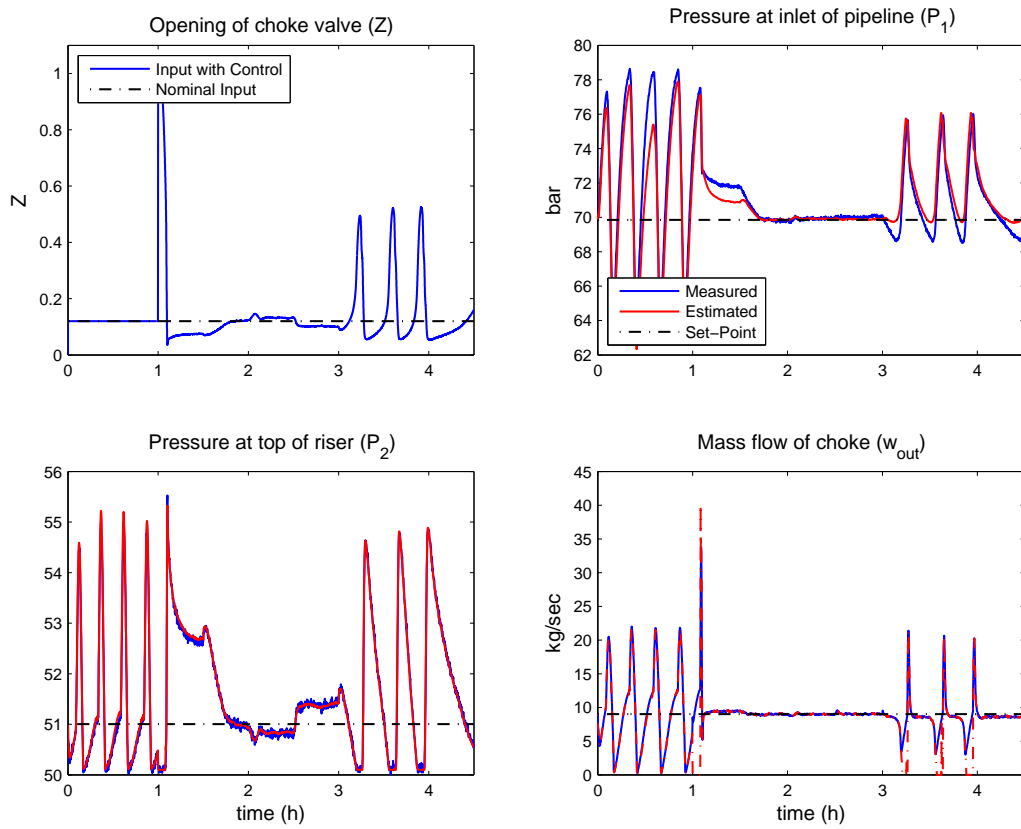 Opening of choke valve (Z)
1
0.8
0.6
0.4
0.2
0
Z
0 1 2 3 4
Input with Control
Nominal Input
Pressure at inlet of pipeline (P1)
80
78
76
74
72
70
68
66
64
62
bar
0 1 2 3 4
Measured
Estimated
Set-Point
Pressure at top of riser (P2)
56
55
54
53
52
51
50
0 1 2 3 4
time (h)
Mass flow of choke (wout)
45
40
35
30
25
20
15
10
5
0
kg/sec
0 1 2 3 4
time (h)